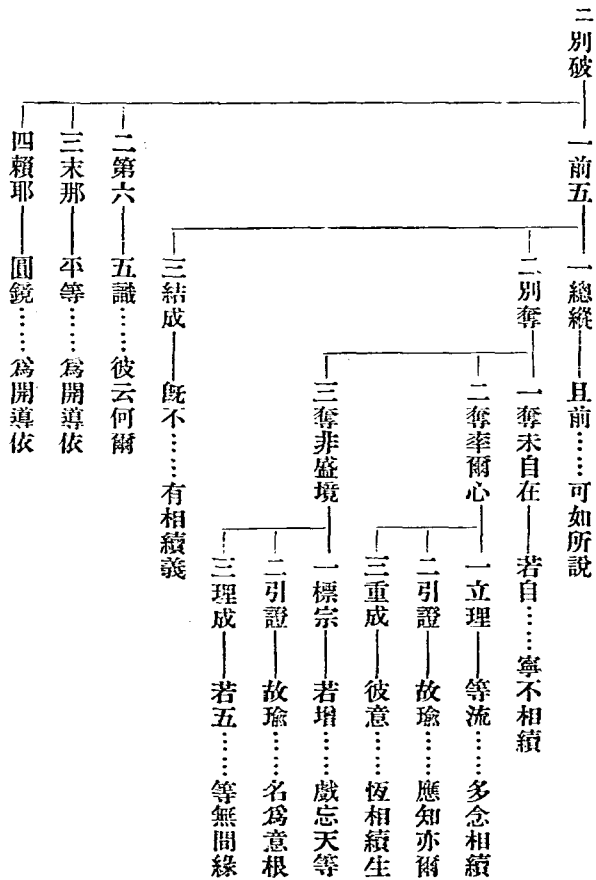 二別破
一前五
一總縱 且前……可如所說
二別奪
一奪未自在 若自……寧不相續
二奪率爾心
一立理 等流……多念相續
二引證 故瑜……應知亦爾
三重成 彼意……恆相續生
三奪非盛境
一標宗 若增……戲忘天等
二引證 故瑜……名爲意根
三理成 若五……等無間緣
三結成 旣不……有相續義
二第六 五識……彼云何爾
三末那 平等……爲開導依
四賴耶 圓鏡……爲開導依